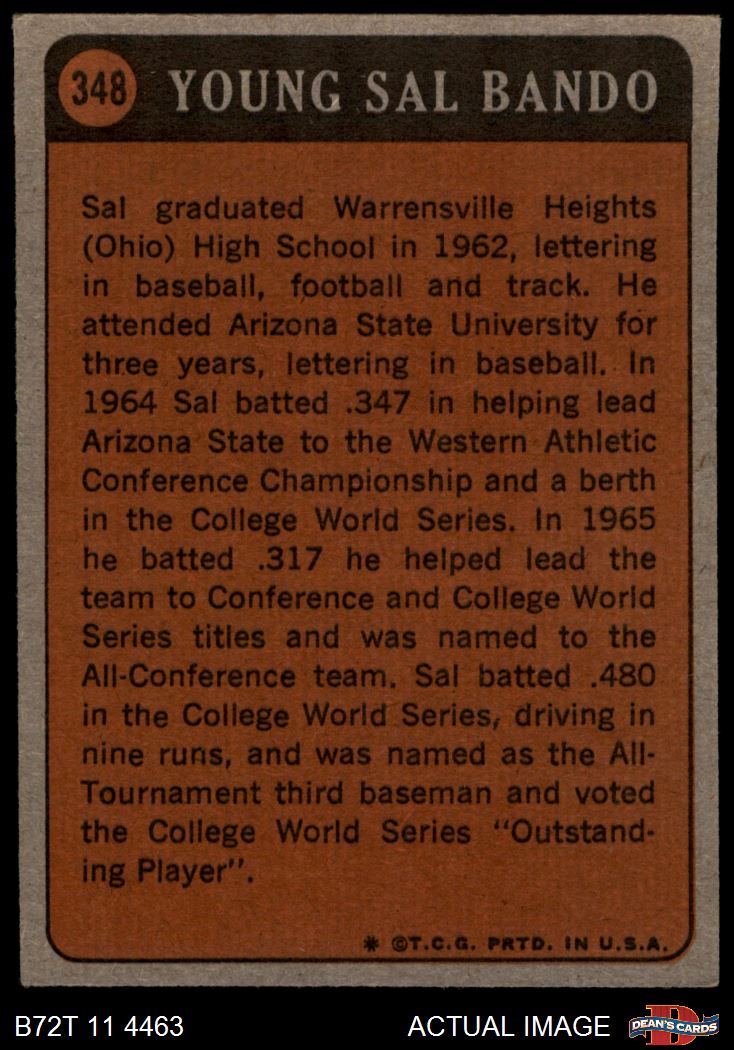 348 YOUNG SAL BANDO
Sal graduated Warrensville Heights
(Ohio) High School in 1962, lettering
in baseball, football and track. He
attended Arizona State University for
three years, lettering in baseball. In
1964 Sal batted .347 in helping lead
Arizona State to the Western Athletic
Conference Championship and a berth
in the College World Series. In 1965
he batted .317 he helped lead the
team to Conference and College World
Series titles and was named to the
All-Conference team. Sal batted .480
in the College World Series, driving in
nine runs, and was named as the All-
Tournament third baseman and voted
the College World Series "Outstand-
ing Player".
* ©T.C.G. PRTD. IN U.S.A.
B72T 11 4463 ACTUAL IMAGE D DEAN'S CARDS